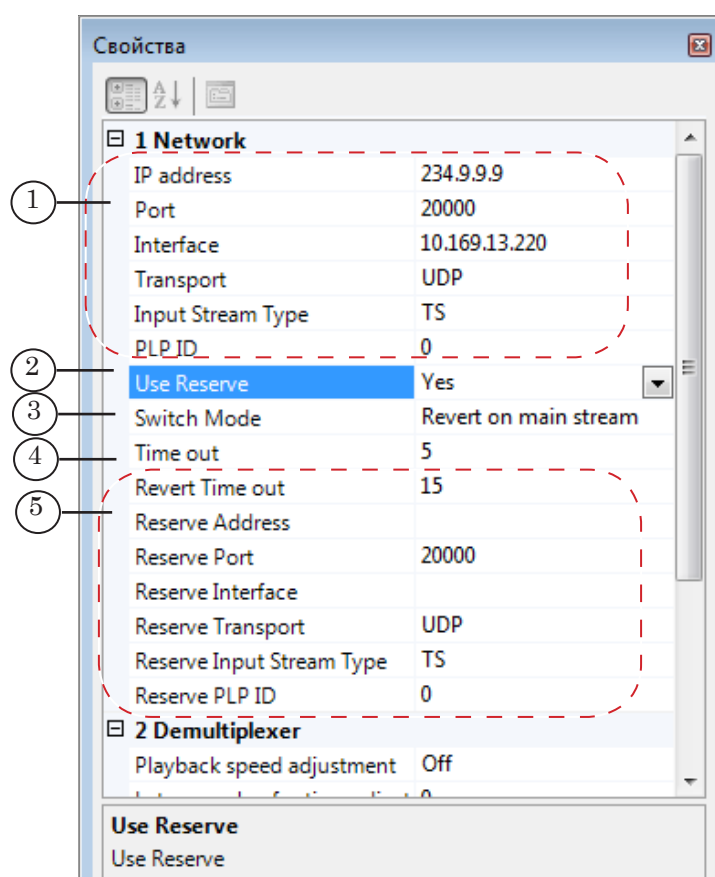 Свойства
1 Network
IP address 234.9.9.9
1
Port 20000
Interface 10.169.13.220
Transport UDP
Input Stream Type TS
PLP ID 0
2
Use Reserve Yes
3
Switch Mode Revert on main stream
4
Time out 5
Revert Time out 15
5
Reserve Address
Reserve Port 20000
Reserve Interface
Reserve Transport UDP
Reserve Input Stream Type TS
Reserve PLP ID 0
2 Demultiplexer
Playback speed adjustment Off
Use Reserve
Use Reserve